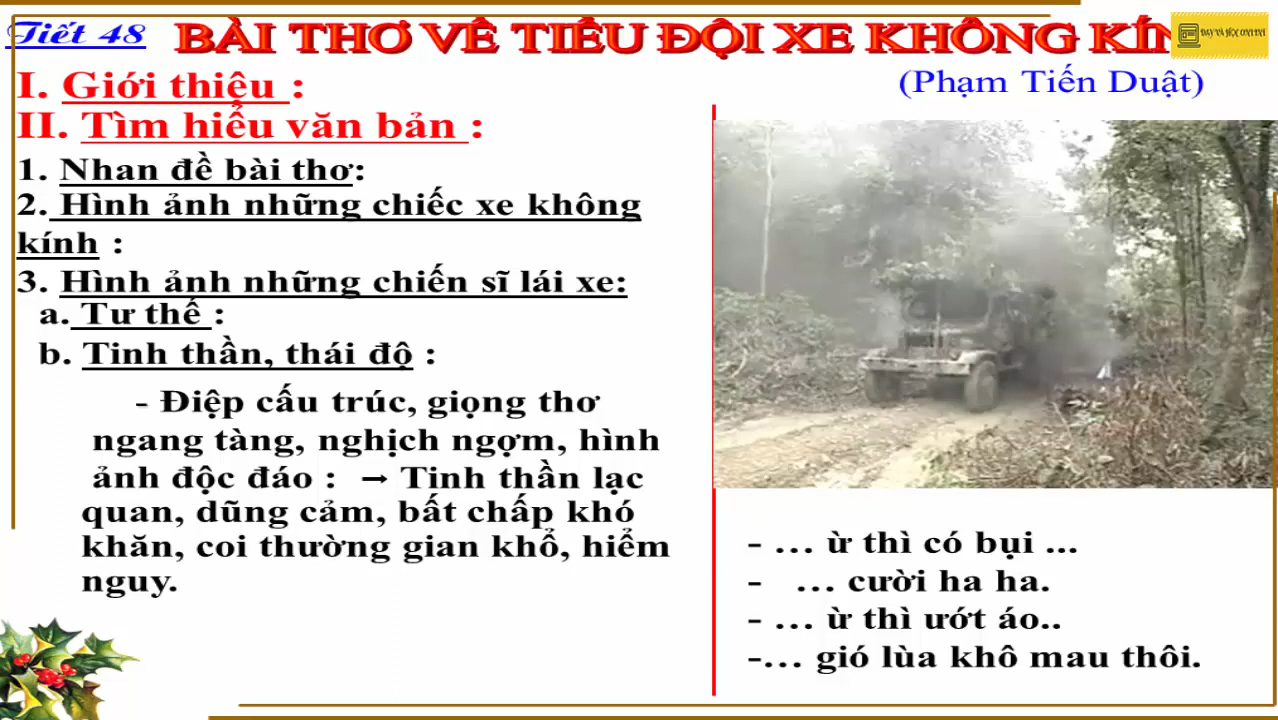 Tiết 48
BÀI THƠ VỀ TIỂU ĐỘI XE KHÔNG KÍN
DẠY VÀ HỌC
(Phạm Tiến Duật)
I. Giới thiệu :
II. Tìm hiểu văn bản :
1. Nhan đề bài thơ:
2. Hình ảnh những chiếc xe không
kính :
3. Hình ảnh những chiến sĩ lái xe:
a. Tư thế :
b. Tinh thần, thái độ :
- Điệp cấu trúc, giọng thơ
ngang tàng, nghịch ngợm, hình
ảnh độc đáo : → Tinh thần lạc
quan, dũng cảm, bất chấp khó
khăn, coi thường gian khổ, hiểm
nguy.
- … ừ thì có bụi ...
- … cười ha ha.
- … ừ thì ướt áo..
-… gió lùa khô mau thôi.